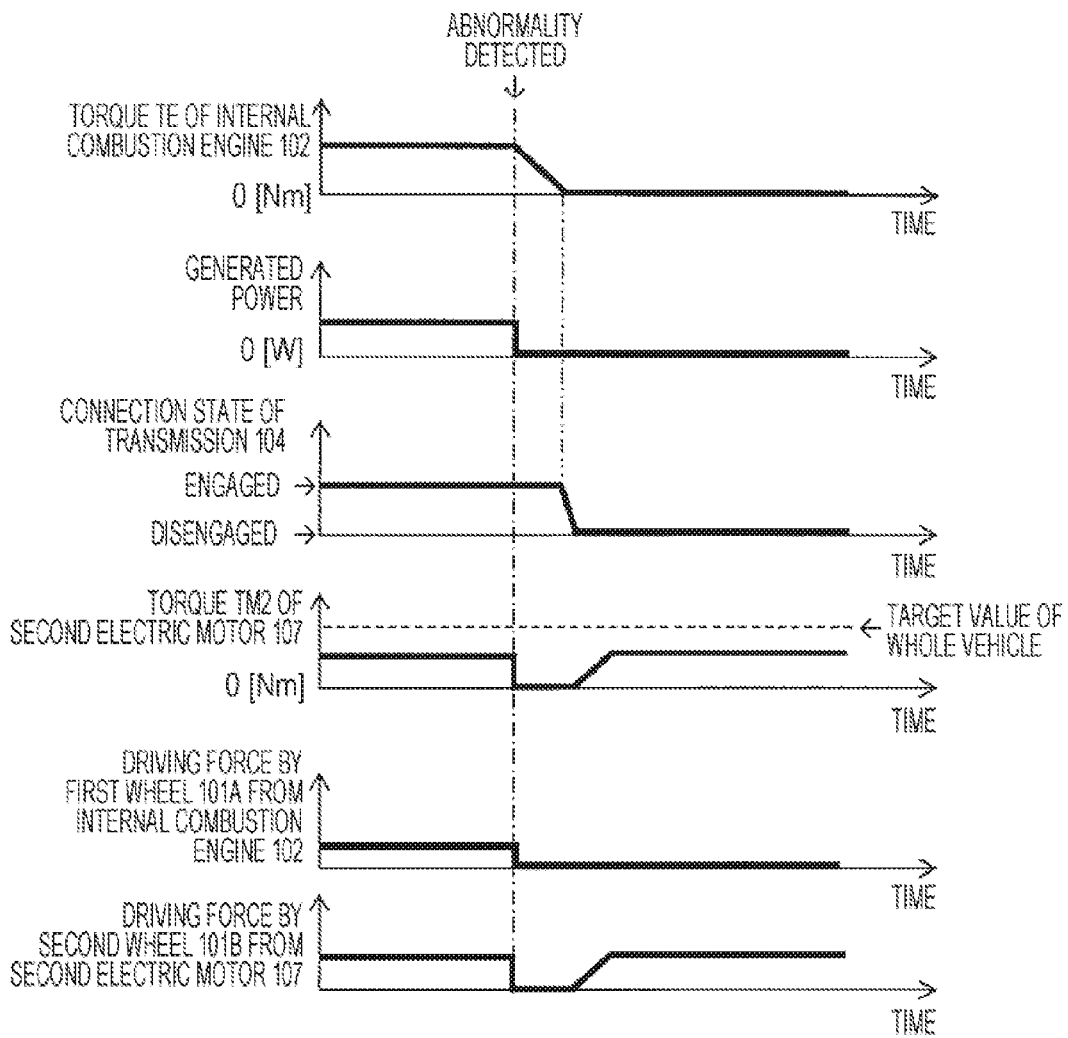 ABNORMALITY
DETECTED
TORQUE TE OF INTERNAL
COMBUSTION ENGINE 102
0 [Nm]
TIME
GENERATED
POWER
0 [W]
TIME
CONNECTION STATE OF
TRANSMISSION 104
ENGAGED
DISENGAGED
TIME
TORQUE TM2 OF
SECOND ELECTRIC MOTOR 107
TARGET VALUE OF
WHOLE VEHICLE
0 [Nm]
TIME
DRIVING FORCE BY
FIRST WHEEL 101A FROM
INTERNAL COMBUSTION
ENGINE 102
TIME
DRIVING FORCE BY
SECOND WHEEL 101B FROM
SECOND ELECTRIC MOTOR 107
TIME